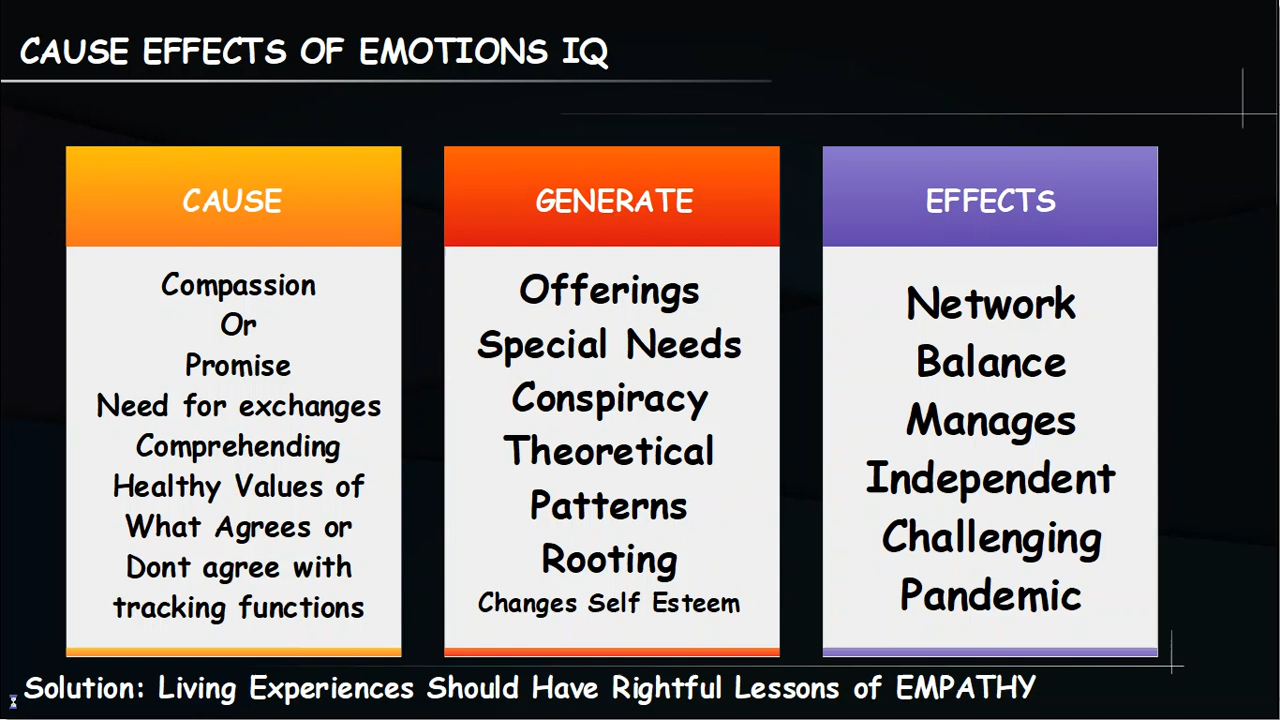 CAUSE EFFECTS OF EMOTIONS IQ
CAUSE
Compassion
Or
Promise
Need for exchanges
Comprehending
Healthy Values of
What Agrees or
Dont agree with
tracking functions
GENERATE
Offerings
Special Needs
Conspiracy
Theoretical
Patterns
Rooting
Changes Self Esteem
EFFECTS
Network
Balance
Manages
Independent
Challenging
Pandemic
Solution: Living Experiences Should Have Rightful Lessons of EMPATHY